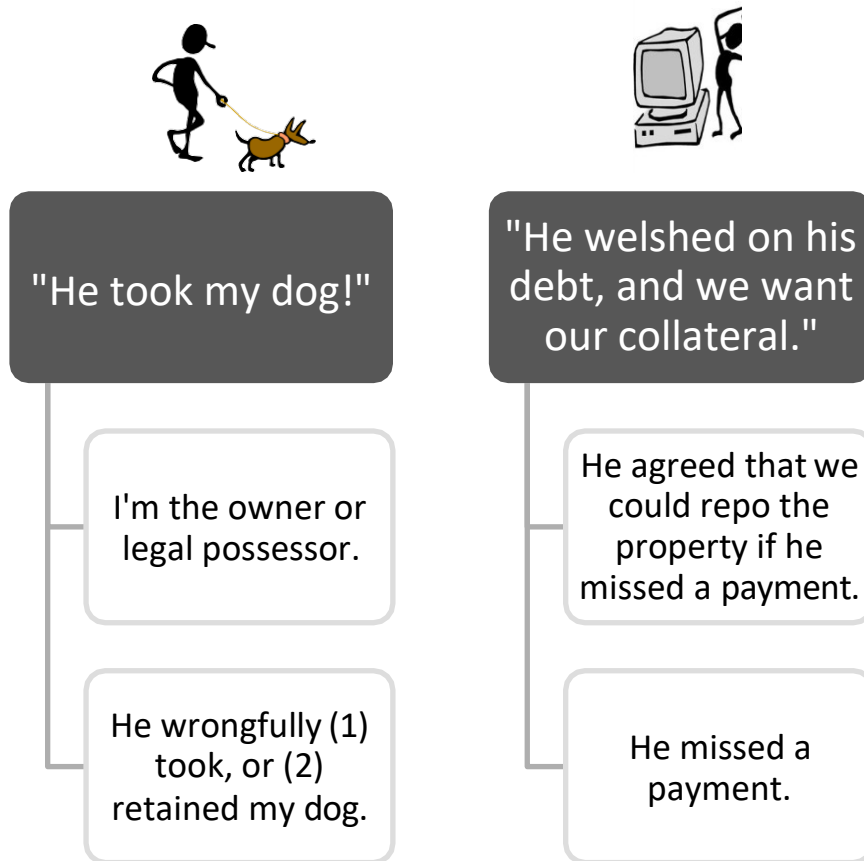 "He took my dog!"
I'm the owner or
legal possessor.
He wrongfully (1)
took, or (2)
retained my dog.
"He welshed on his
debt, and we want
our collateral."
He agreed that we
could repo the
property if he
missed a payment.
He missed a
payment.